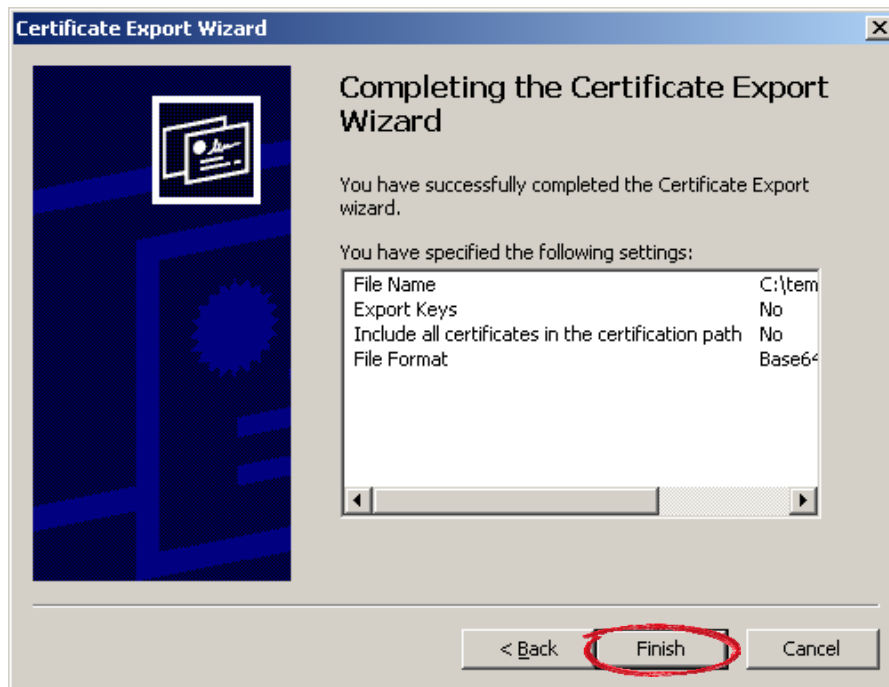 Certificate Export Wizard
Completing the Certificate Export
Wizard
You have successfully completed the Certificate Export
wizard.
You have specified the following settings:
File Name C:\tem
Export Keys No
Include all certificates in the certification path No
File Format Base64
< Back Finish Cancel